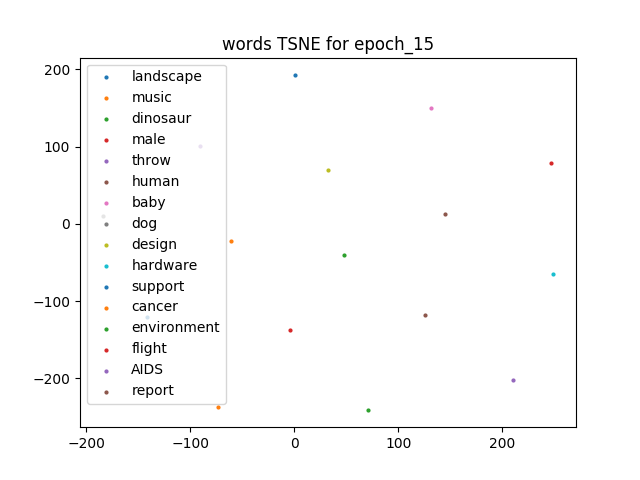 words TSNE for epoch_15
200
100
0
−100
−200
landscape
music
dinosaur
male
throw
human
baby
dog
design
hardware
support
cancer
environment
flight
AIDS
report
−200
−100
0
100
200